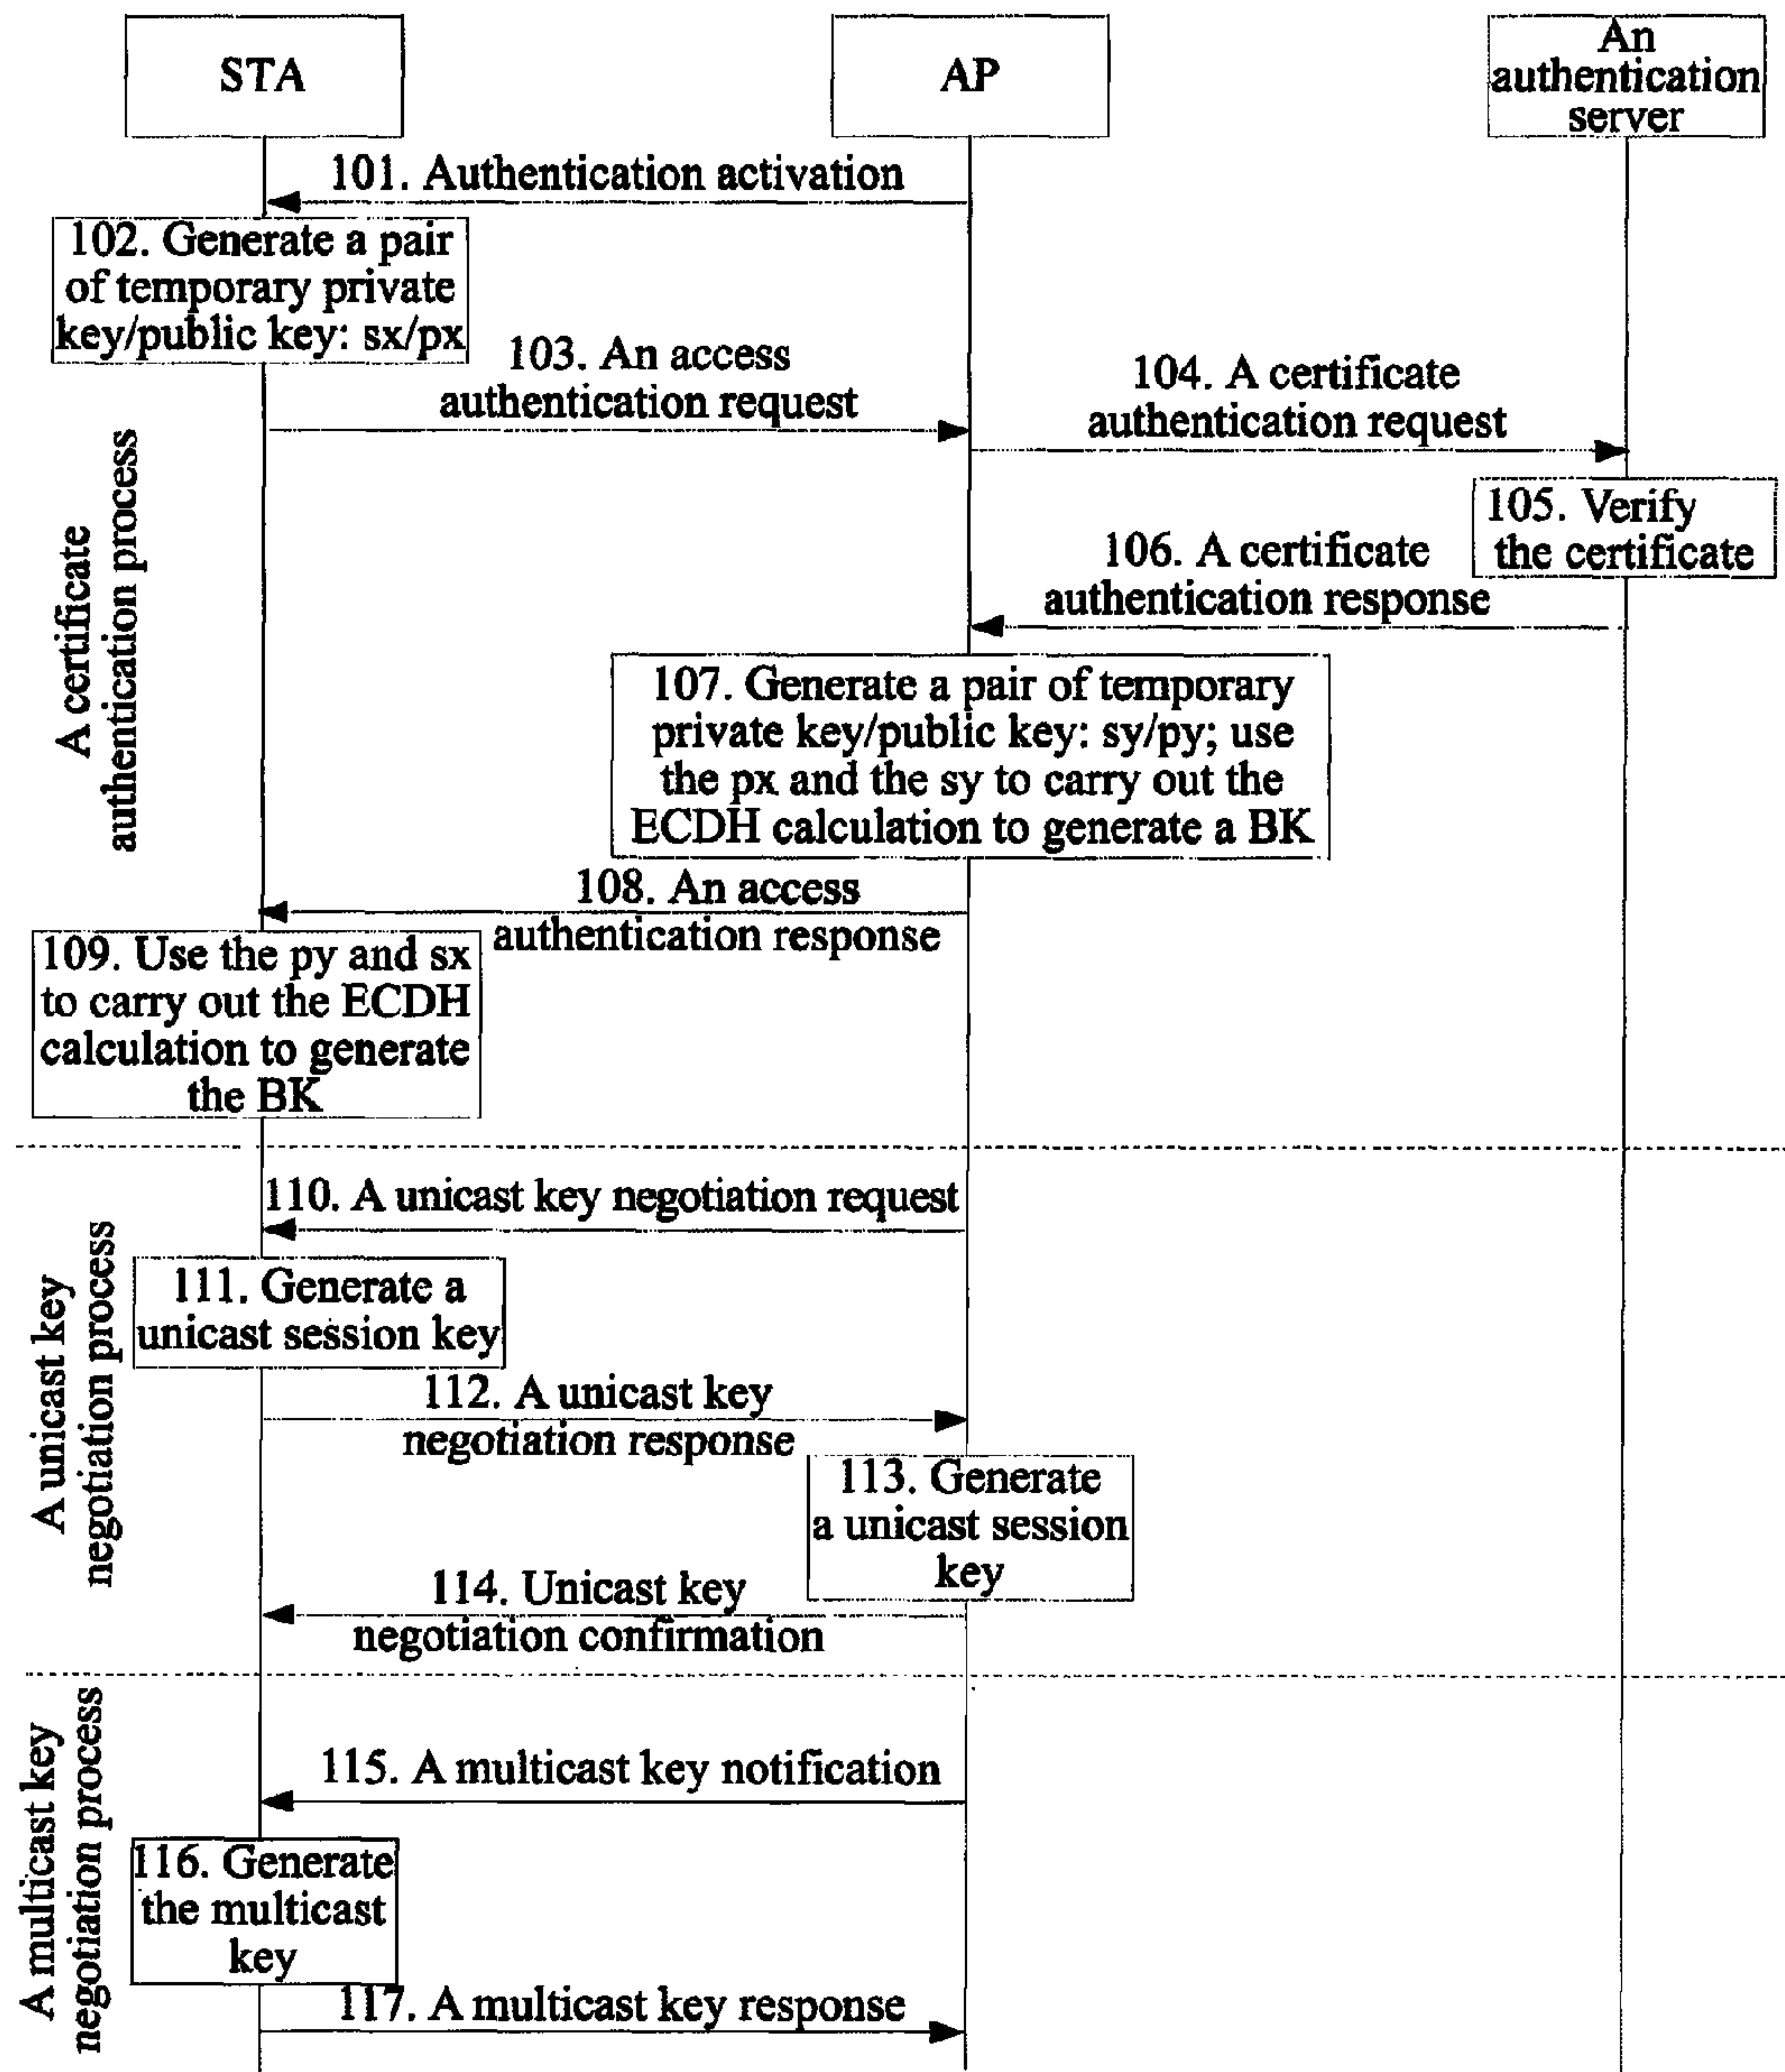 STA
AP
An
authentication
server
101. Authentication activation
102. Generate a pair
of temporary private
key/public key: sx/px
103. An access
authentication request
104. A certificate
authentication request
105. Verify
the certificate
106. A certificate
authentication response
A certificate
authentication process
107. Generate a pair of temporary
private key/public key: sy/py; use
the px and the sy to carry out the
ECDH calculation to generate a BK
108. An access
authentication response
109. Use the py and sx
to carry out the ECDH
calculation to generate
the BK
110. A unicast key negotiation request
A unicast key
negotiation process
111. Generate a
unicast session key
112. A unicast key
negotiation response
113. Generate
a unicast session
key
114. Unicast key
negotiation confirmation
A multicast key
negotiation process
115. A multicast key notification
116. Generate
the multicast
key
117. A multicast key response